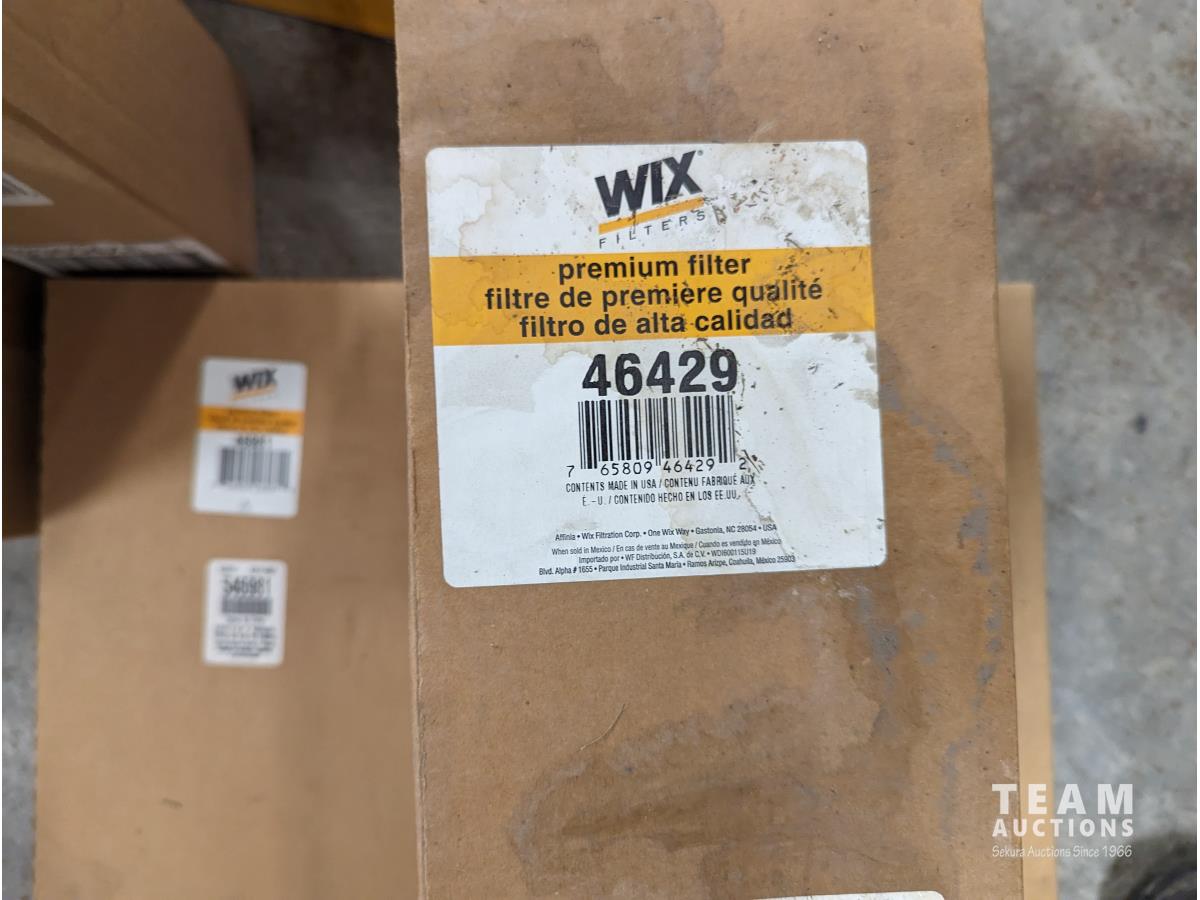 WIX®
FILTERS
premium filter
filtre de première qualité
filtro de alta calidad
46429
7 65809 46429 2
CONTENTS MADE IN USA / CONTENU FABRIQUÉ AUX
É.-U. / CONTENIDO HECHO EN LOS EE.UU.
Affinia • Wix Filtration Corp. • One Wix Way • Gastonia, NC 28054 • USA
When sold in Mexico / En cas de vente au Mexique / Cuando es vendido en México
Importado por • WF Distribución, S.A. de C.V. • WDI600115U19
Blvd. Alpha # 1655 • Parque Industrial Santa Maria • Ramos Arizpe, Coahuila, México 25903
WIX
546981
TEAM
AUCTIONS
Sekura Auctions Since 1966